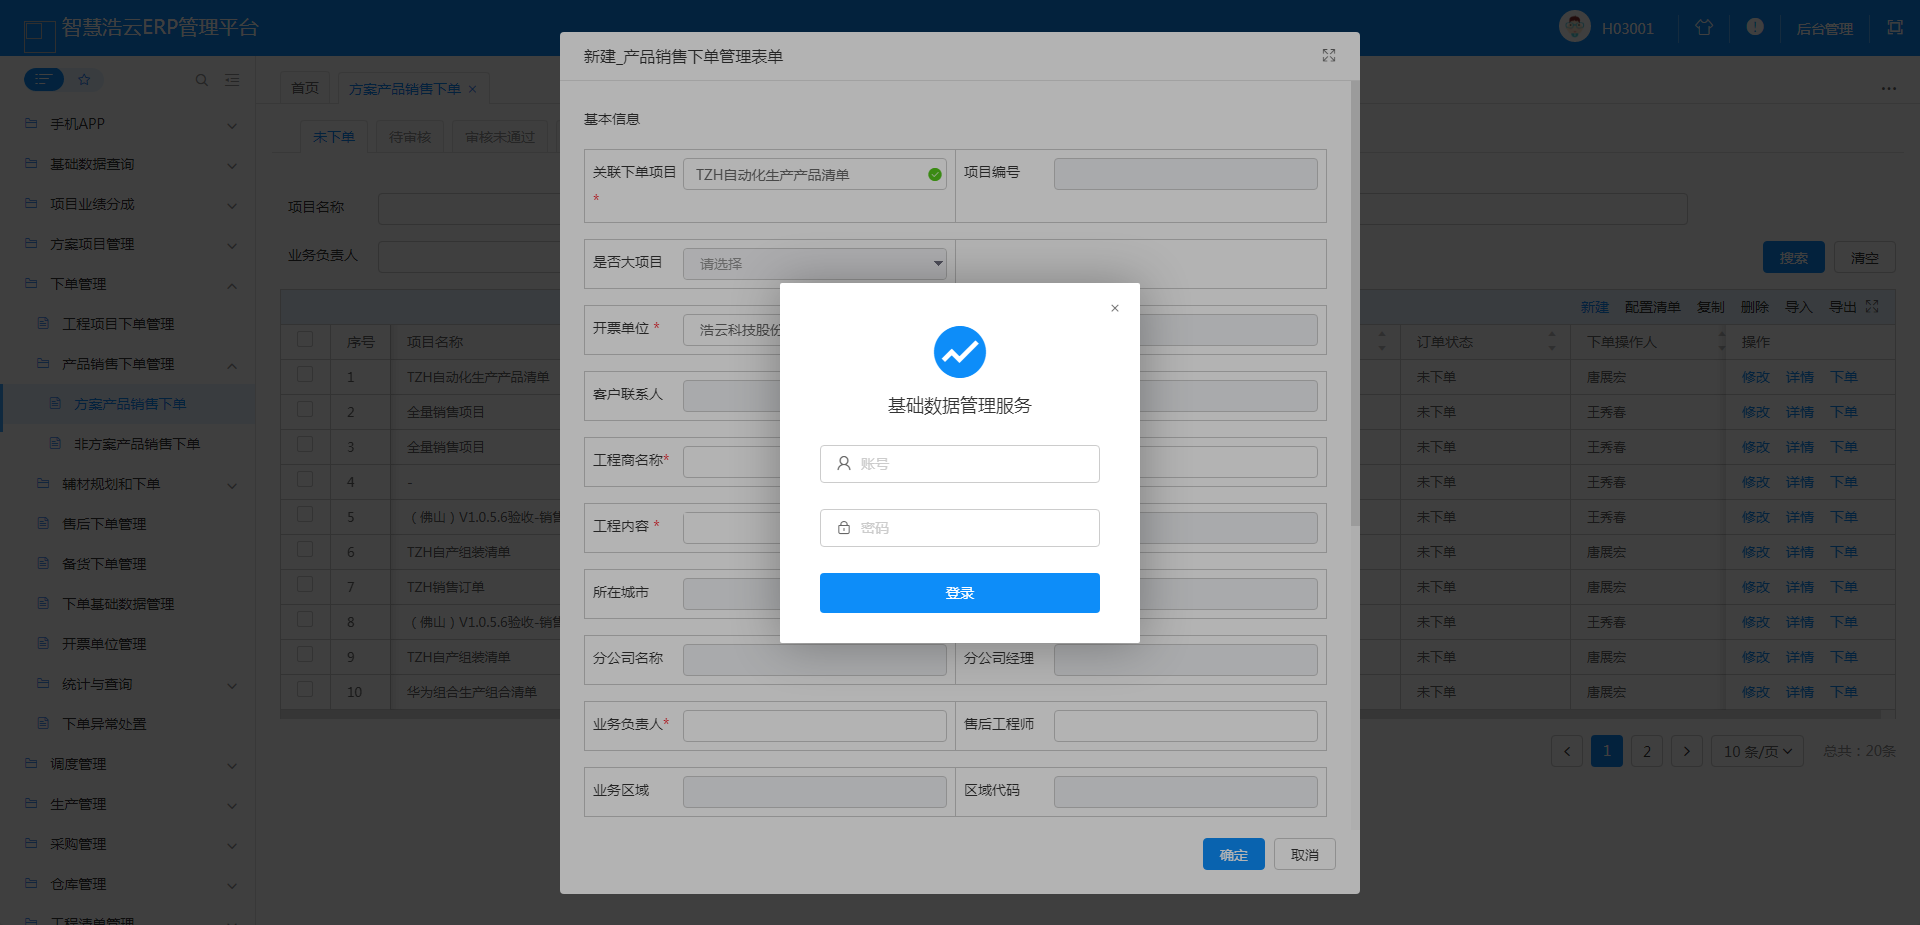 智慧浩云ERP管理平台
H03001
后台管理
手机APP
基础数据查询
项目业绩分成
方案项目管理
下单管理
工程项目下单管理
产品销售下单管理
方案产品销售下单
非方案产品销售下单
辅材规划和下单
售后下单管理
备货下单管理
下单基础数据管理
开票单位管理
统计与查询
下单异常处置
调度管理
生产管理
采购管理
仓库管理
工程清单管理
首页
方案产品销售下单 ×
未下单
待审核
审核未通过
项目名称
业务负责人
搜索
清空
新建 配置清单 复制 删除 导入 导出
序号 项目名称 订单状态 下单操作人 操作
1 TZH自动化生产产品清单 未下单 唐展宏 修改 详情 下单
2 全量销售项目 未下单 王秀春 修改 详情 下单
3 全量销售项目 未下单 王秀春 修改 详情 下单
4 - 未下单 王秀春 修改 详情 下单
5 （佛山）V1.0.5.6验收-销售 未下单 王秀春 修改 详情 下单
6 TZH自产组装清单 未下单 唐展宏 修改 详情 下单
7 TZH销售订单 未下单 唐展宏 修改 详情 下单
8 （佛山）V1.0.5.6验收-销售 未下单 王秀春 修改 详情 下单
9 TZH自产组装清单 未下单 唐展宏 修改 详情 下单
10 华为组合生产组合清单 未下单 唐展宏 修改 详情 下单
1 2 10 条/页 总共：20条
新建_产品销售下单管理表单
基本信息
关联下单项目 * TZH自动化生产产品清单 项目编号
是否大项目 请选择
开票单位 * 浩云科技股份
客户联系人
工程商名称*
工程内容 *
所在城市
分公司名称 分公司经理
业务负责人* 售后工程师
业务区域 区域代码
确定 取消
×
基础数据管理服务
账号
密码
登录